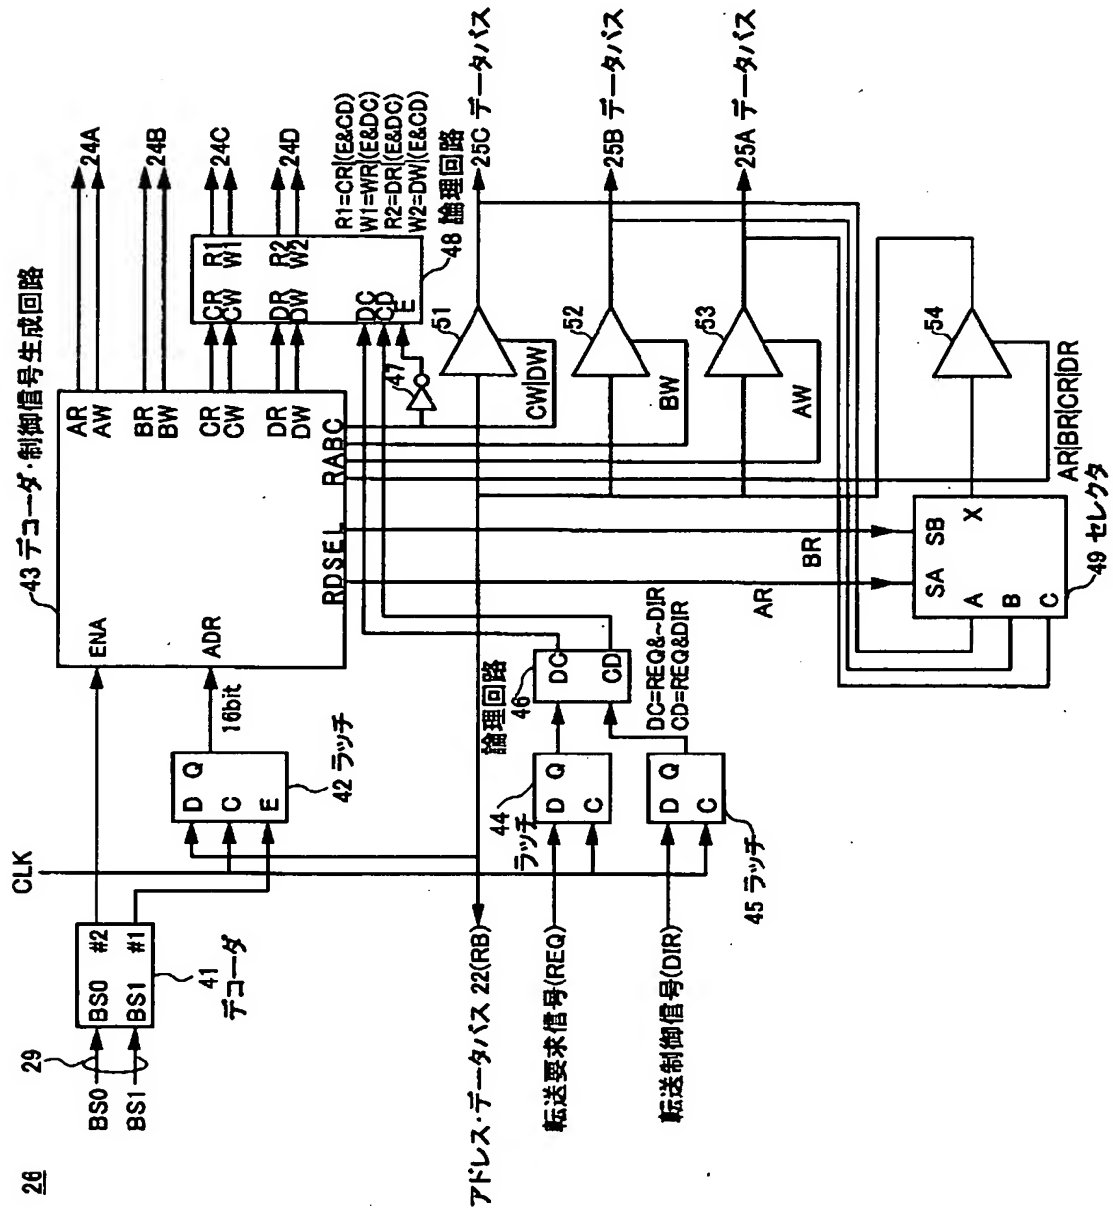 26
29
BS0
BS1
BS0 #2
BS1 #1
41
デコーダ
CLK
43 デコーダ・制御信号生成回路
ENA
ADR
16bit
AR
AW
BR
BW
CR
CW
DR
DW
RDSEL
RABC
D Q
C
E
42 ラッチ
24A
24B
24C
24D
CR R1
CW W1
DR R2
DW W2
DC
CD
E
R1=CR|(E&CD)
W1=WR|(E&DC)
R2=DR|(E&DC)
W2=DW|(E&CD)
48 論理回路
47
アドレス・データバス 22(RB)
転送要求信号(REQ)
転送制御信号(DIR)
44
ラッチ
D Q
C
D Q
C
45 ラッチ
論理回路
46
DC
CD
DC=REQ&~DIR
CD=REQ&DIR
51
CW|DW
25C データバス
52
BW
25B データバス
53
AW
25A データバス
54
AR|BR|CR|DR
AR
BR
SA SB
A X
B
C
49 セレクタ